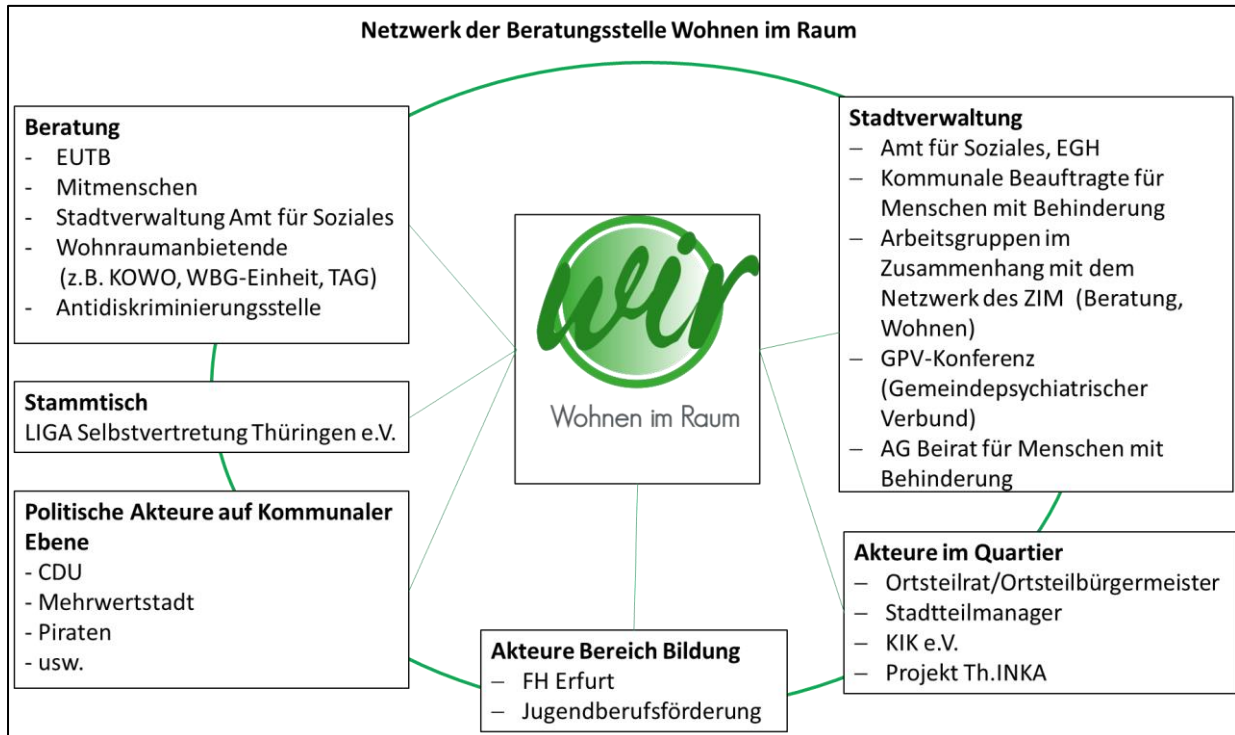 Netzwerk der Beratungsstelle Wohnen im Raum
Beratung
- EUTB
- Mitmenschen
- Stadtverwaltung Amt für Soziales
- Wohnraumanbietende
(z.B. KOWO, WBG-Einheit, TAG)
- Antidiskriminierungsstelle
Stammtisch
LIGA Selbstvertretung Thüringen e.V.
Politische Akteure auf Kommunaler
Ebene
- CDU
- Mehrwertstadt
- Piraten
- usw.
wir
Wohnen im Raum
Akteure Bereich Bildung
– FH Erfurt
– Jugendberufsförderung
Stadtverwaltung
– Amt für Soziales, EGH
– Kommunale Beauftragte für
Menschen mit Behinderung
– Arbeitsgruppen im
Zusammenhang mit dem
Netzwerk des ZIM (Beratung,
Wohnen)
– GPV-Konferenz
(Gemeindepsychiatrischer
Verbund)
– AG Beirat für Menschen mit
Behinderung
Akteure im Quartier
– Ortsteilrat/Ortsteilbürgermeister
– Stadtteilmanager
– KIK e.V.
– Projekt Th.INKA